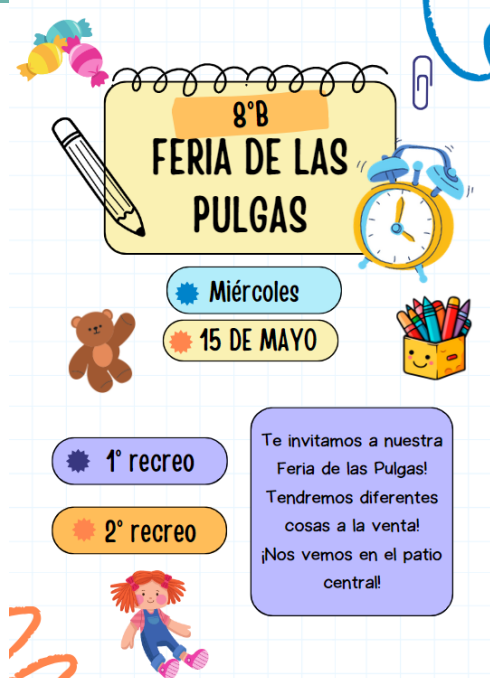 8°B
FERIA DE LAS
PULGAS
Miércoles
15 DE MAYO
1° recreo
2° recreo
Te invitamos a nuestra
Feria de las Pulgas!
Tendremos diferentes
cosas a la venta!
¡Nos vemos en el patio
central!